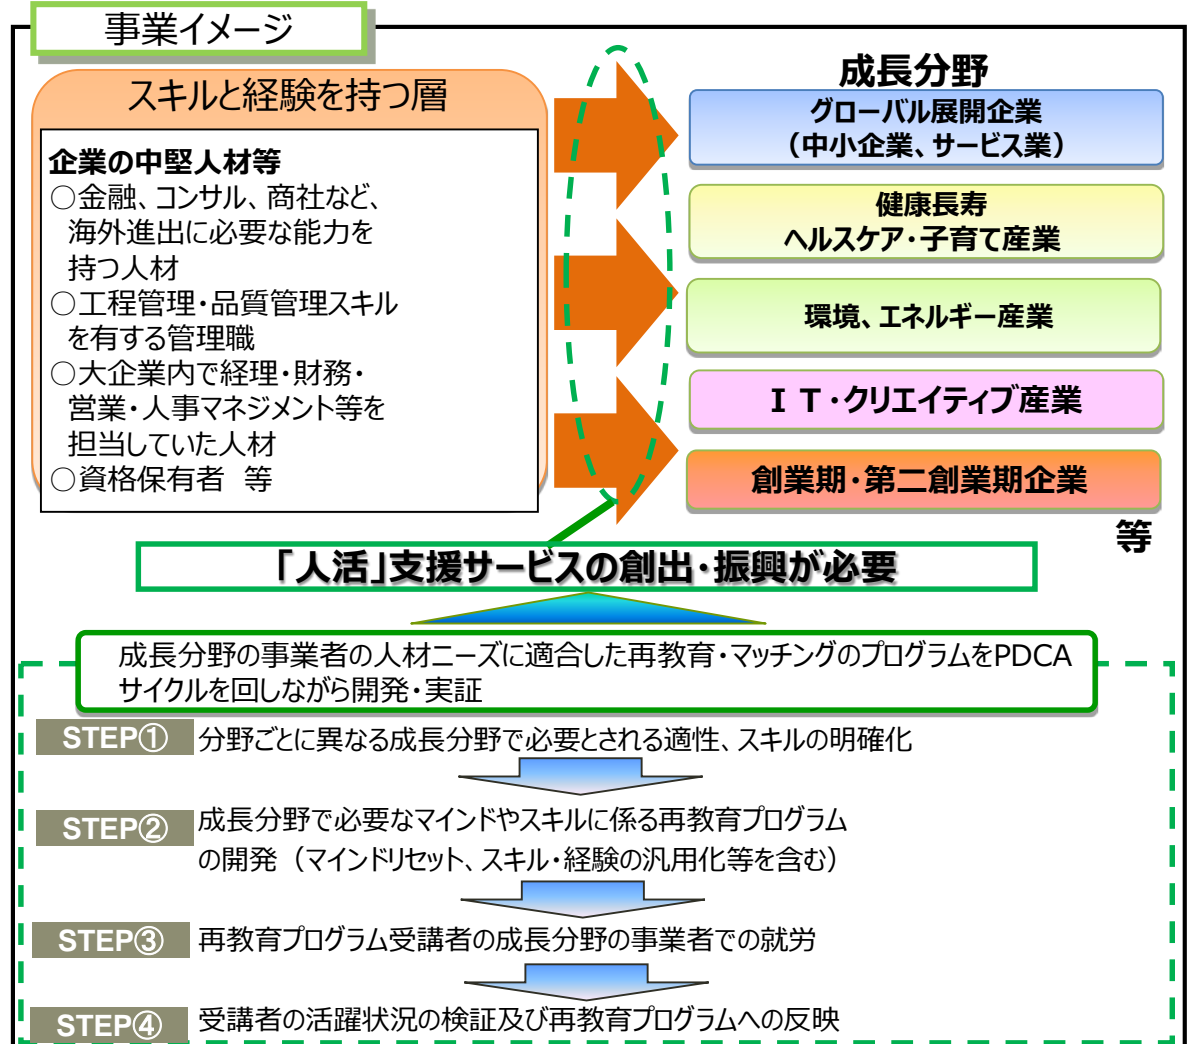 事業イメージ
スキルと経験を持つ層
企業の中堅人材等
○金融、コンサル、商社など、
海外進出に必要な能力を
持つ人材
○工程管理・品質管理スキル
を有する管理職
○大企業内で経理・財務・
営業・人事マネジメント等を
担当していた人材
○資格保有者 等
成長分野
グローバル展開企業
（中小企業、サービス業）
健康長寿
ヘルスケア・子育て産業
環境、エネルギー産業
ＩＴ・クリエイティブ産業
創業期・第二創業期企業
等
「人活」支援サービスの創出・振興が必要
成長分野の事業者の人材ニーズに適合した再教育・マッチングのプログラムをPDCA
サイクルを回しながら開発・実証
STEP① 分野ごとに異なる成長分野で必要とされる適性、スキルの明確化
STEP② 成長分野で必要なマインドやスキルに係る再教育プログラム
の開発（マインドリセット、スキル・経験の汎用化等を含む）
STEP③ 再教育プログラム受講者の成長分野の事業者での就労
STEP④ 受講者の活躍状況の検証及び再教育プログラムへの反映